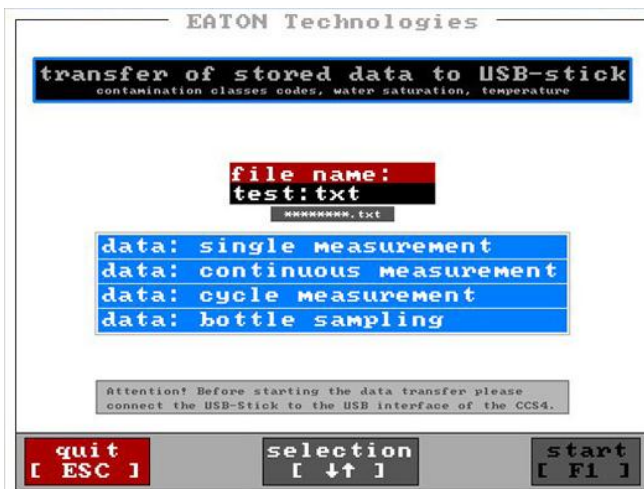 EATON Technologies
transfer of stored data to USB-stick
contamination classes codes, water saturation, temperature
file name:
test:txt
********.txt
data: single measurement
data: continuous measurement
data: cycle measurement
data: bottle sampling
Attention! Before starting the data transfer please
connect the USB-Stick to the USB interface of the CCS4.
quit
[ ESC ]
selection
[ ↓↑ ]
start
[ F1 ]